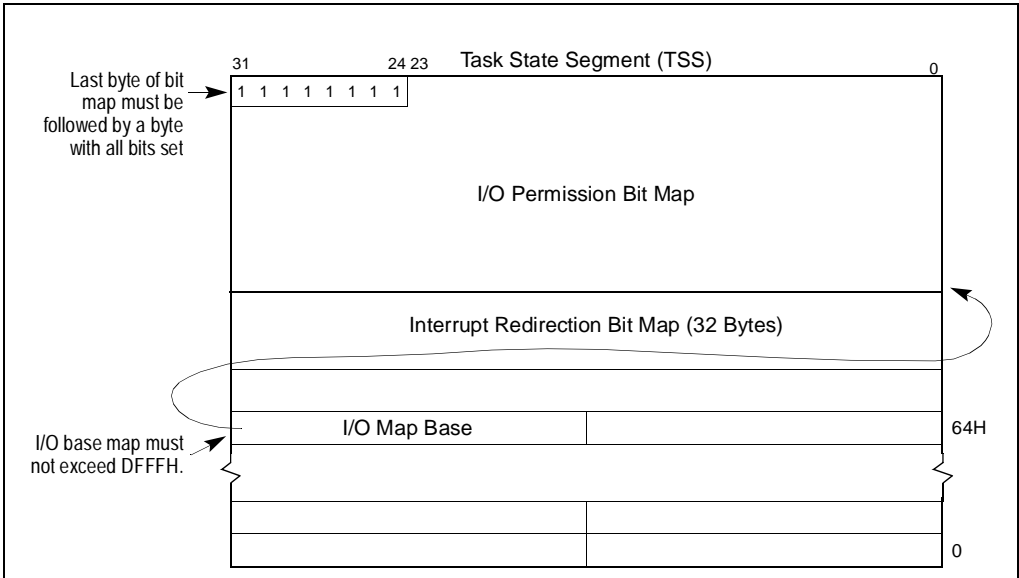 31 24 23 Task State Segment (TSS) 0
Last byte of bit
map must be
followed by a byte
with all bits set
1 1 1 1 1 1 1 1
I/O Permission Bit Map
Interrupt Redirection Bit Map (32 Bytes)
I/O Map Base
64H
I/O base map must
not exceed DFFFH.
0